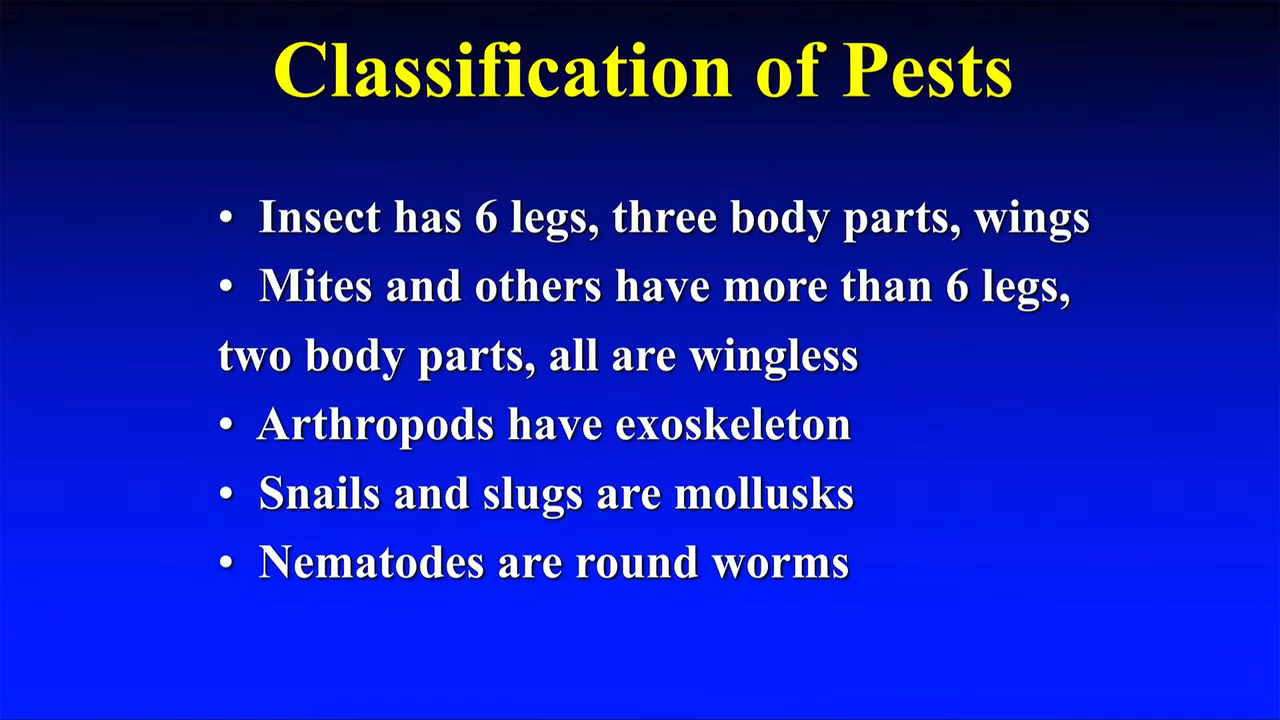 Classification of Pests
• Insect has 6 legs, three body parts, wings
• Mites and others have more than 6 legs,
two body parts, all are wingless
• Arthropods have exoskeleton
• Snails and slugs are mollusks
• Nematodes are round worms